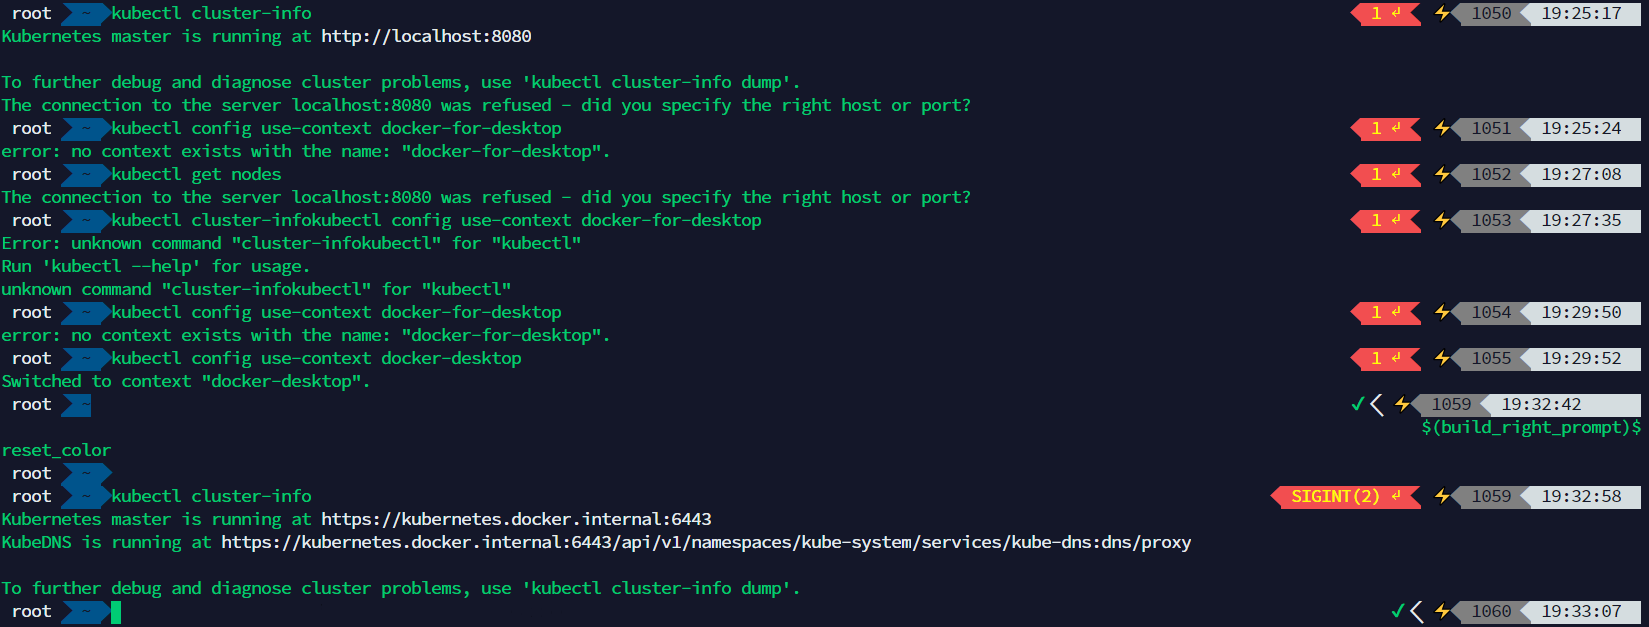 root ~ kubectl cluster-info 1 ↵ ⚡ 1050 19:25:17
Kubernetes master is running at http://localhost:8080
To further debug and diagnose cluster problems, use 'kubectl cluster-info dump'.
The connection to the server localhost:8080 was refused - did you specify the right host or port?
root ~ kubectl config use-context docker-for-desktop 1 ↵ ⚡ 1051 19:25:24
error: no context exists with the name: "docker-for-desktop".
root ~ kubectl get nodes 1 ↵ ⚡ 1052 19:27:08
The connection to the server localhost:8080 was refused - did you specify the right host or port?
root ~ kubectl cluster-infokubectl config use-context docker-for-desktop 1 ↵ ⚡ 1053 19:27:35
Error: unknown command "cluster-infokubectl" for "kubectl"
Run 'kubectl --help' for usage.
unknown command "cluster-infokubectl" for "kubectl"
root ~ kubectl config use-context docker-for-desktop 1 ↵ ⚡ 1054 19:29:50
error: no context exists with the name: "docker-for-desktop".
root ~ kubectl config use-context docker-desktop 1 ↵ ⚡ 1055 19:29:52
Switched to context "docker-desktop".
root ~ ✓ ⚡ 1059 19:32:42
$(build_right_prompt)$
reset_color
root ~
root ~ kubectl cluster-info SIGINT(2) ↵ ⚡ 1059 19:32:58
Kubernetes master is running at https://kubernetes.docker.internal:6443
KubeDNS is running at https://kubernetes.docker.internal:6443/api/v1/namespaces/kube-system/services/kube-dns:dns/proxy
To further debug and diagnose cluster problems, use 'kubectl cluster-info dump'.
root ~ ✓ ⚡ 1060 19:33:07